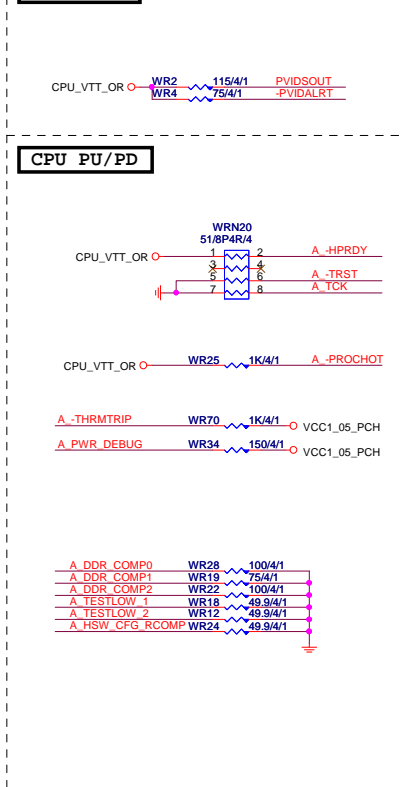 WR2 115/4/1 PVIDSOUT
CPU_VTT_OR
WR4 75/4/1 -PVIDALRT
CPU PU/PD
WRN20
51/8P4R/4
CPU_VTT_OR 1 2 A_-HPRDY
3 4
5 6 A_-TRST
7 8 A_TCK
CPU_VTT_OR WR25 1K/4/1 A_-PROCHOT
A_-THRMTRIP WR70 1K/4/1 VCC1_05_PCH
A_PWR_DEBUG WR34 150/4/1 VCC1_05_PCH
A_DDR_COMP0 WR28 100/4/1
A_DDR_COMP1 WR19 75/4/1
A_DDR_COMP2 WR22 100/4/1
A_TESTLOW_1 WR18 49.9/4/1
A_TESTLOW_2 WR12 49.9/4/1
A_HSW_CFG_RCOMP WR24 49.9/4/1